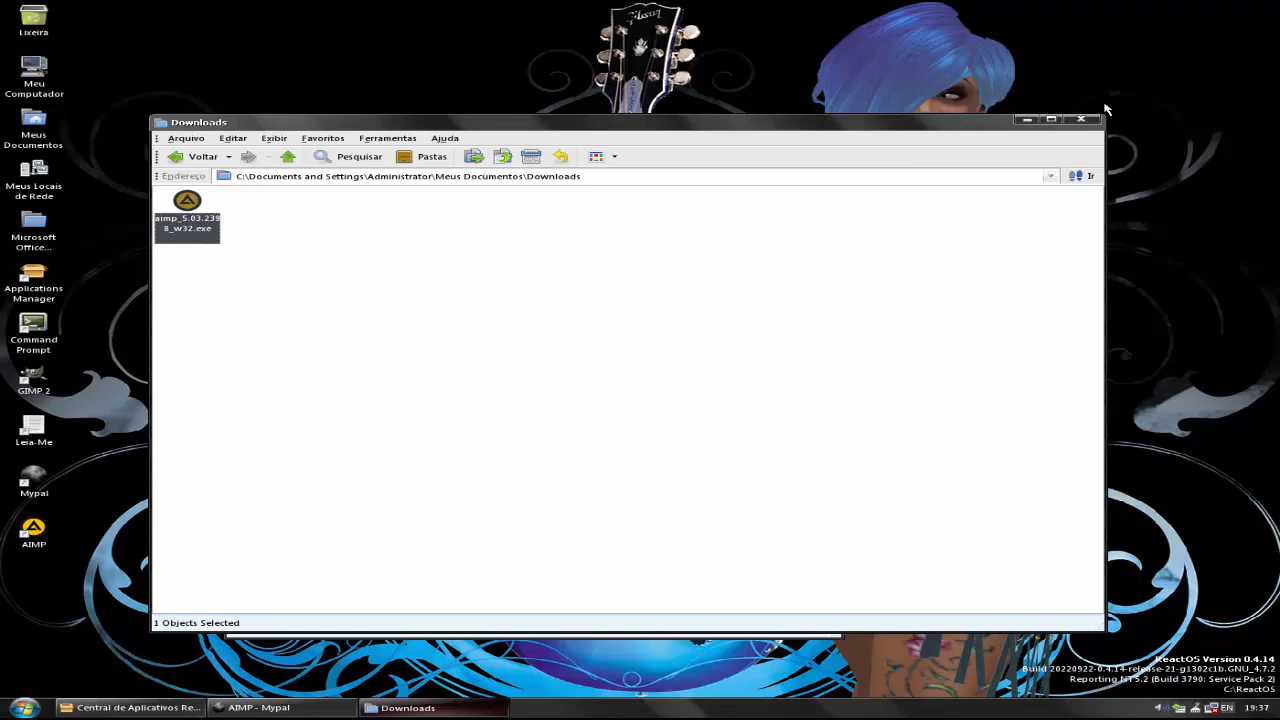 Lixeira
Meu
Computador
Meus
Documentos
Meus Locais
de Rede
Microsoft
Office...
Applications
Manager
Command
Prompt
GIMP 2
Leia-Me
Mypal
AIMP
Gibson
Downloads
Arquivo Editar Exibir Favoritos Ferramentas Ajuda
Voltar Pesquisar Pastas
Endereço C:\Documents and Settings\Administrator\Meus Documentos\Downloads Ir
aimp_5.03.239
8_w32.exe
1 Objects Selected
ReactOS Version 0.4.14
Build 20220922-0.4.14-release-21-g1302c1b.GNU_4.7.2
Reporting NT 5.2 (Build 3790: Service Pack 2)
C:\ReactOS
Central de Aplicativos Re... AIMP - Mypal Downloads EN 19:37